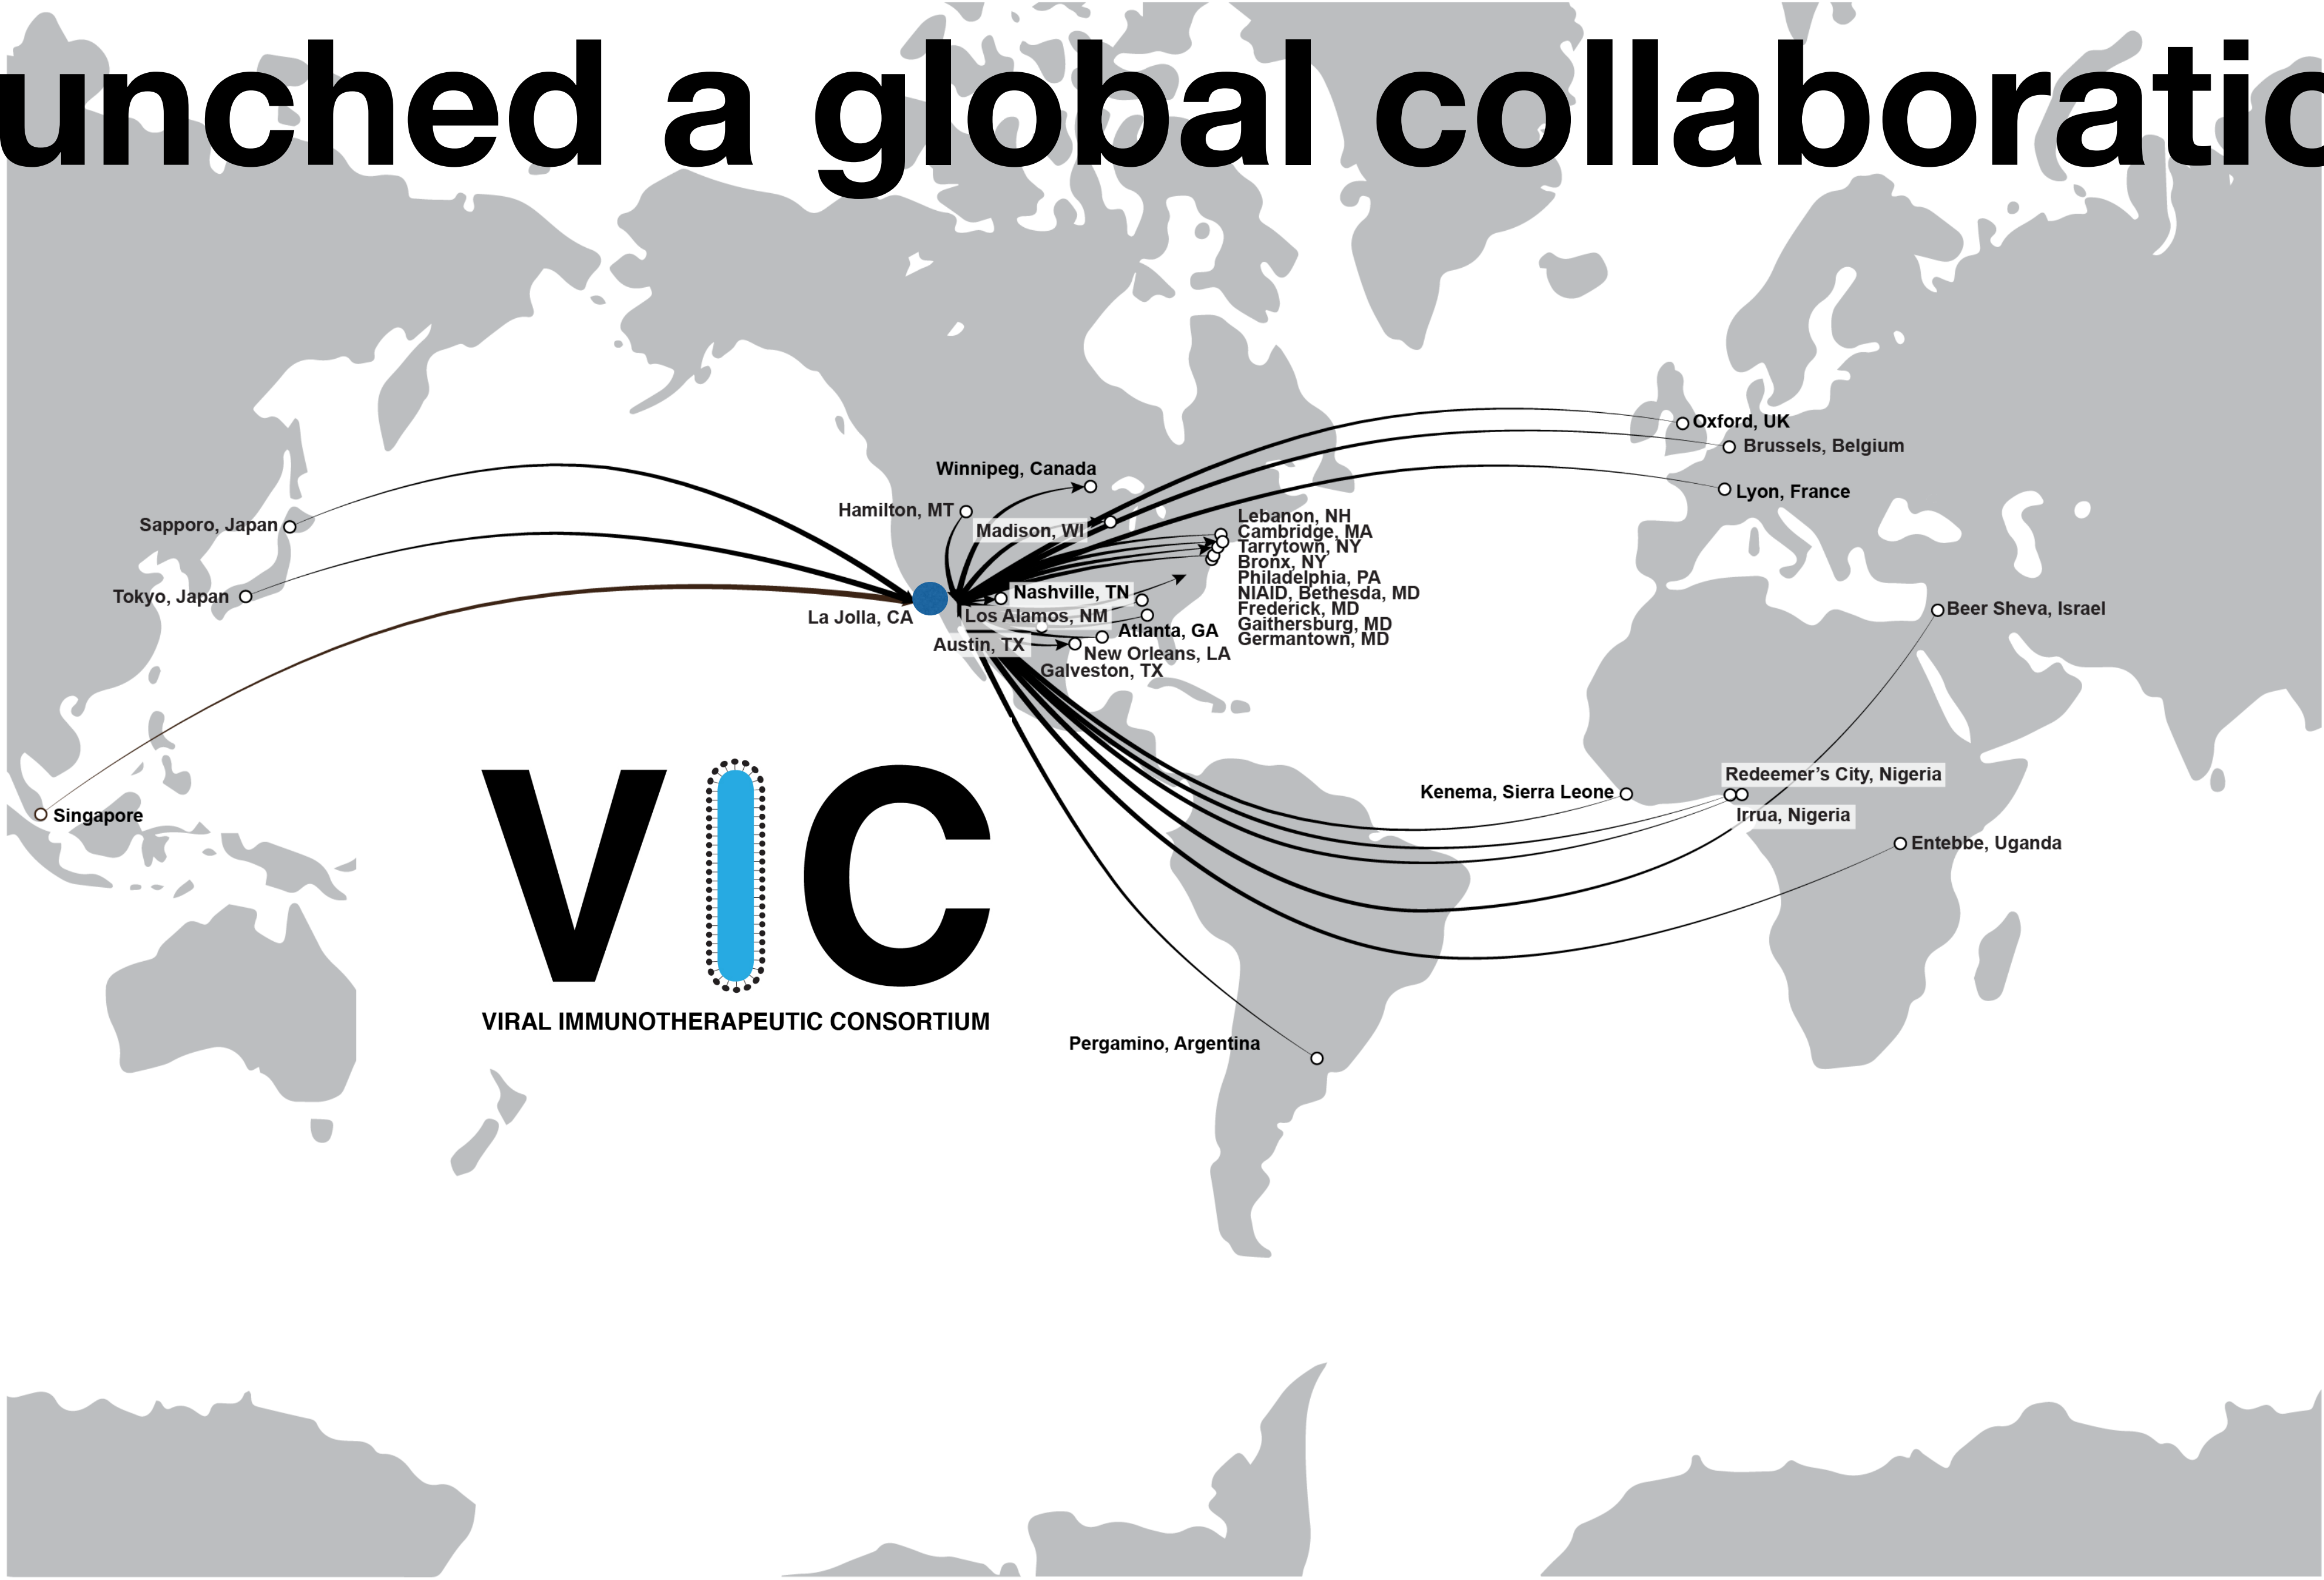 unched a global collaboratio
Oxford, UK
Brussels, Belgium
Winnipeg, Canada
Lyon, France
Hamilton, MT
Lebanon, NH
Sapporo, Japan
Madison, WI
Cambridge, MA
Tarrytown, NY
Bronx, NY
Philadelphia, PA
Tokyo, Japan
Nashville, TN
NIAID, Bethesda, MD
Frederick, MD
Beer Sheva, Israel
La Jolla, CA
Los Alamos, NM
Gaithersburg, MD
Atlanta, GA
Germantown, MD
Austin, TX
New Orleans, LA
Galveston, TX
Redeemer’s City, Nigeria
Kenema, Sierra Leone
Singapore
Irrua, Nigeria
Entebbe, Uganda
VIC
VIRAL IMMUNOTHERAPEUTIC CONSORTIUM
Pergamino, Argentina